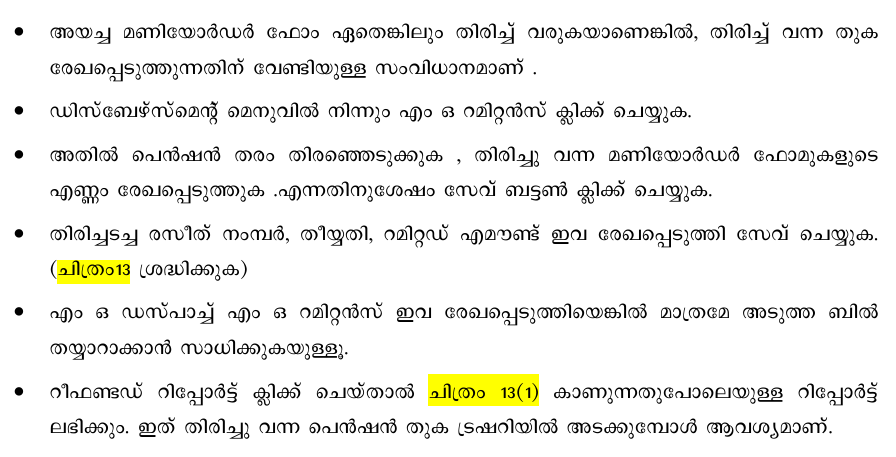 • അയച്ച മണിയോർഡർ ഫോം ഏതെങ്കിലും തിരിച്ച് വരുകയാണെങ്കിൽ, തിരിച്ച് വന്ന തുക
രേഖപ്പെടുത്തുന്നതിന് വേണ്ടിയുള്ള സംവിധാനമാണ് .
• ഡിസ്ബേഴ്സ്മെന്റ് മെനുവിൽ നിന്നും എം ഒ റമിറ്റൻസ് ക്ലിക്ക് ചെയ്യുക.
• അതിൽ പെൻഷൻ തരം തിരഞ്ഞെടുക്കുക , തിരിച്ചു വന്ന മണിയോർഡർ ഫോമുകളുടെ
എണ്ണം രേഖപ്പെടുത്തുക .എന്നതിനുശേഷം സേവ് ബട്ടൺ ക്ലിക്ക് ചെയ്യുക.
• തിരിച്ചടച്ച രസീത് നംമ്പർ, തീയ്യതി, റമിറ്റഡ് എമൗണ്ട് ഇവ രേഖപ്പെടുത്തി സേവ് ചെയ്യുക.
(ചിത്രം13 ശ്രദ്ധിക്കുക)
• എം ഒ ഡസ്പാച്ച് എം ഒ റമിറ്റൻസ് ഇവ രേഖപ്പെടുത്തിയെങ്കിൽ മാത്രമേ അടുത്ത ബിൽ
തയ്യാറാക്കാൻ സാധിക്കുകയുള്ളൂ.
• റീഫണ്ടഡ് റിപ്പോർട്ട് ക്ലിക്ക് ചെയ്താൽ ചിത്രം 13(1) കാണുന്നതുപോലെയുള്ള റിപ്പോർട്ട്
ലഭിക്കും. ഇത് തിരിച്ചു വന്ന പെൻഷൻ തുക ട്രഷറിയിൽ അടക്കുമ്പോൾ ആവശ്യമാണ്.